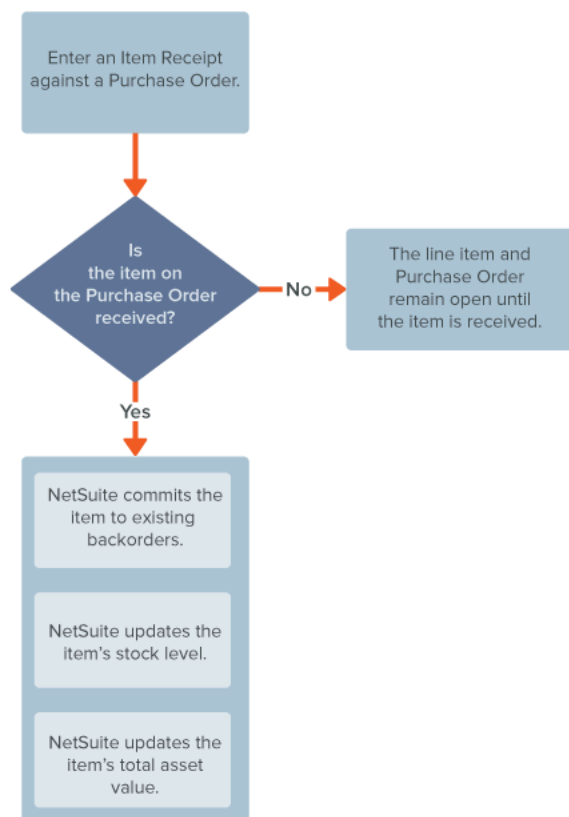 Enter an Item Receipt
against a Purchase Order.
Is
the item on
the Purchase Order
received?
No
The line item and
Purchase Order
remain open until
the item is received.
Yes
NetSuite commits the
item to existing
backorders.
NetSuite updates the
item's stock level.
NetSuite updates the
item's total asset
value.